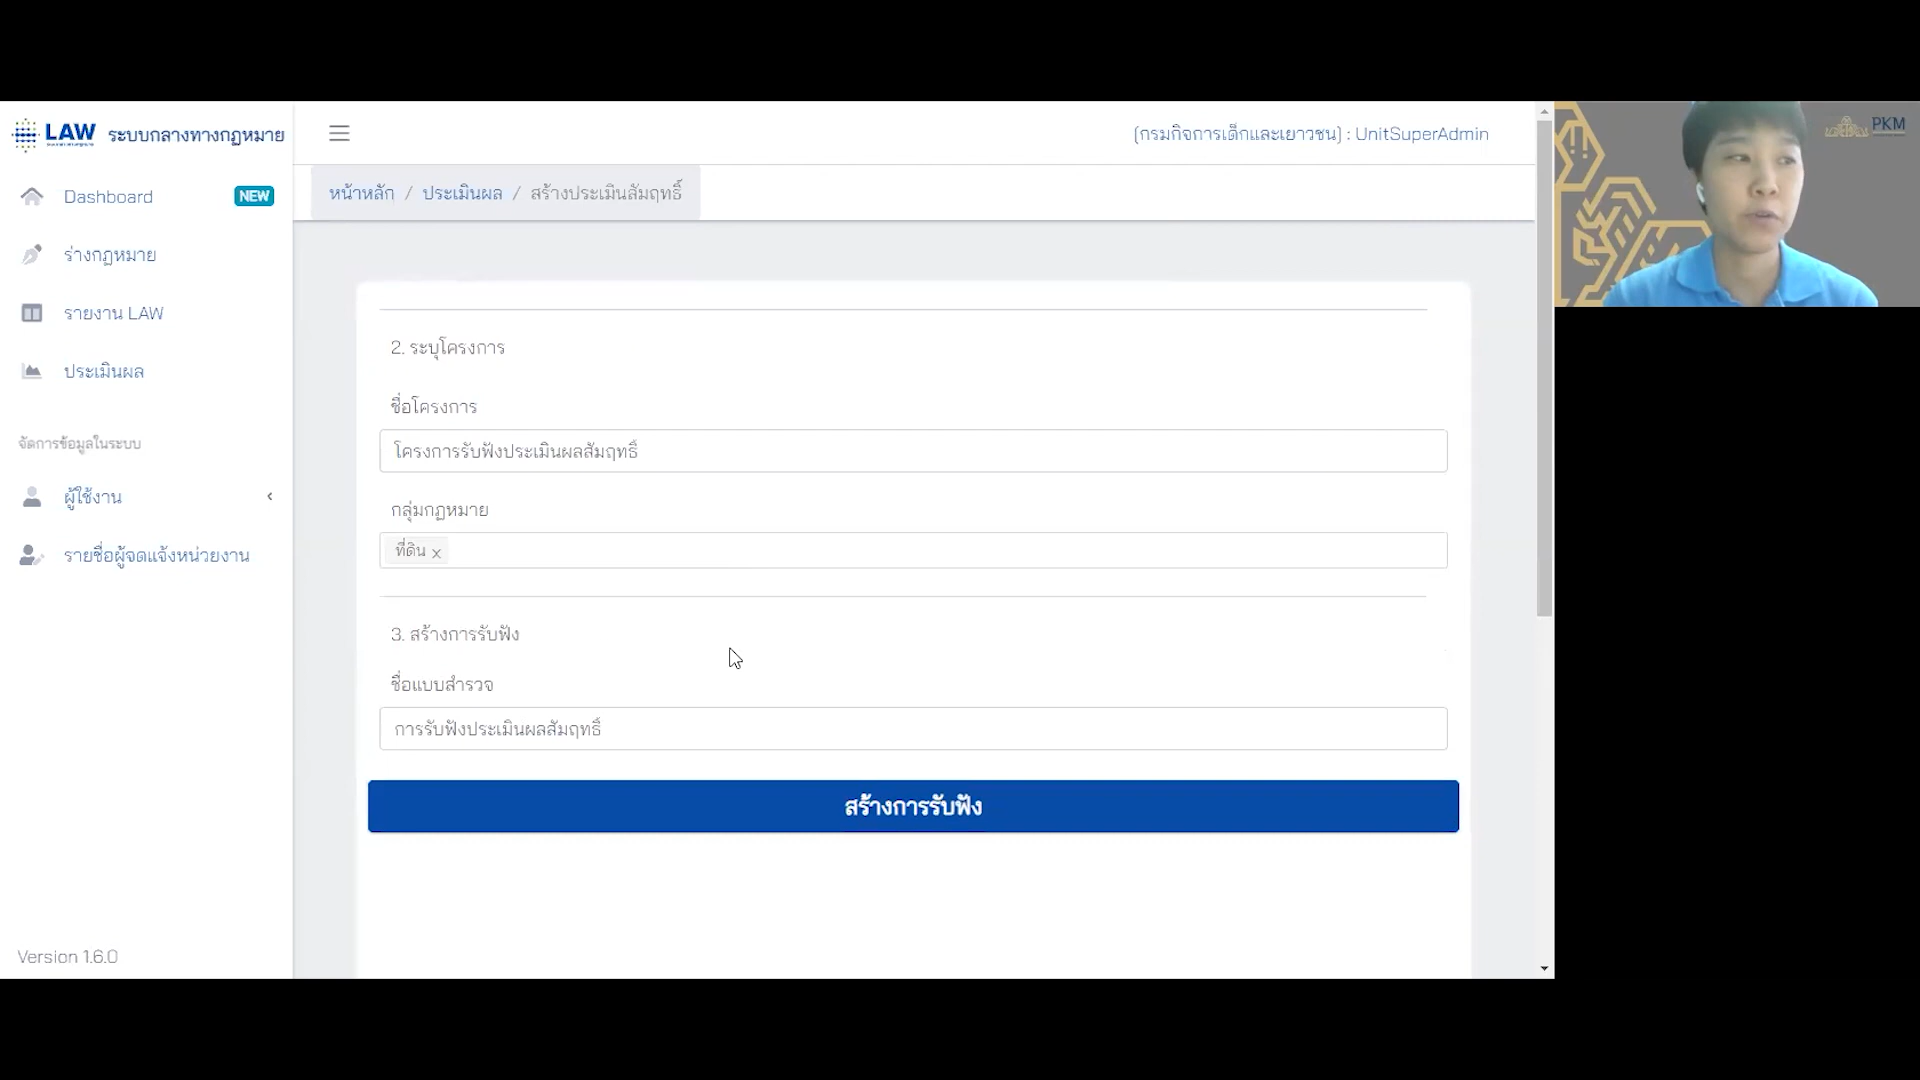 LAW ระบบกลางทางกฎหมาย
(กรมกิจการเด็กและเยาวชน) : UnitSuperAdmin
PKM
หน้าหลัก / ประเมินผล / สร้างประเมินสัมฤทธิ์
Dashboard NEW
ร่างกฎหมาย
รายงาน LAW
ประเมินผล
จัดการข้อมูลในระบบ
ผู้ใช้งาน
รายชื่อผู้จดแจ้งหน่วยงาน
Version 1.6.0
2. ระบุโครงการ
ชื่อโครงการ
โครงการรับฟังประเมินผลสัมฤทธิ์
กลุ่มกฎหมาย
ที่ดิน x
3. สร้างการรับฟัง
ชื่อแบบสำรวจ
การรับฟังประเมินผลสัมฤทธิ์
สร้างการรับฟัง